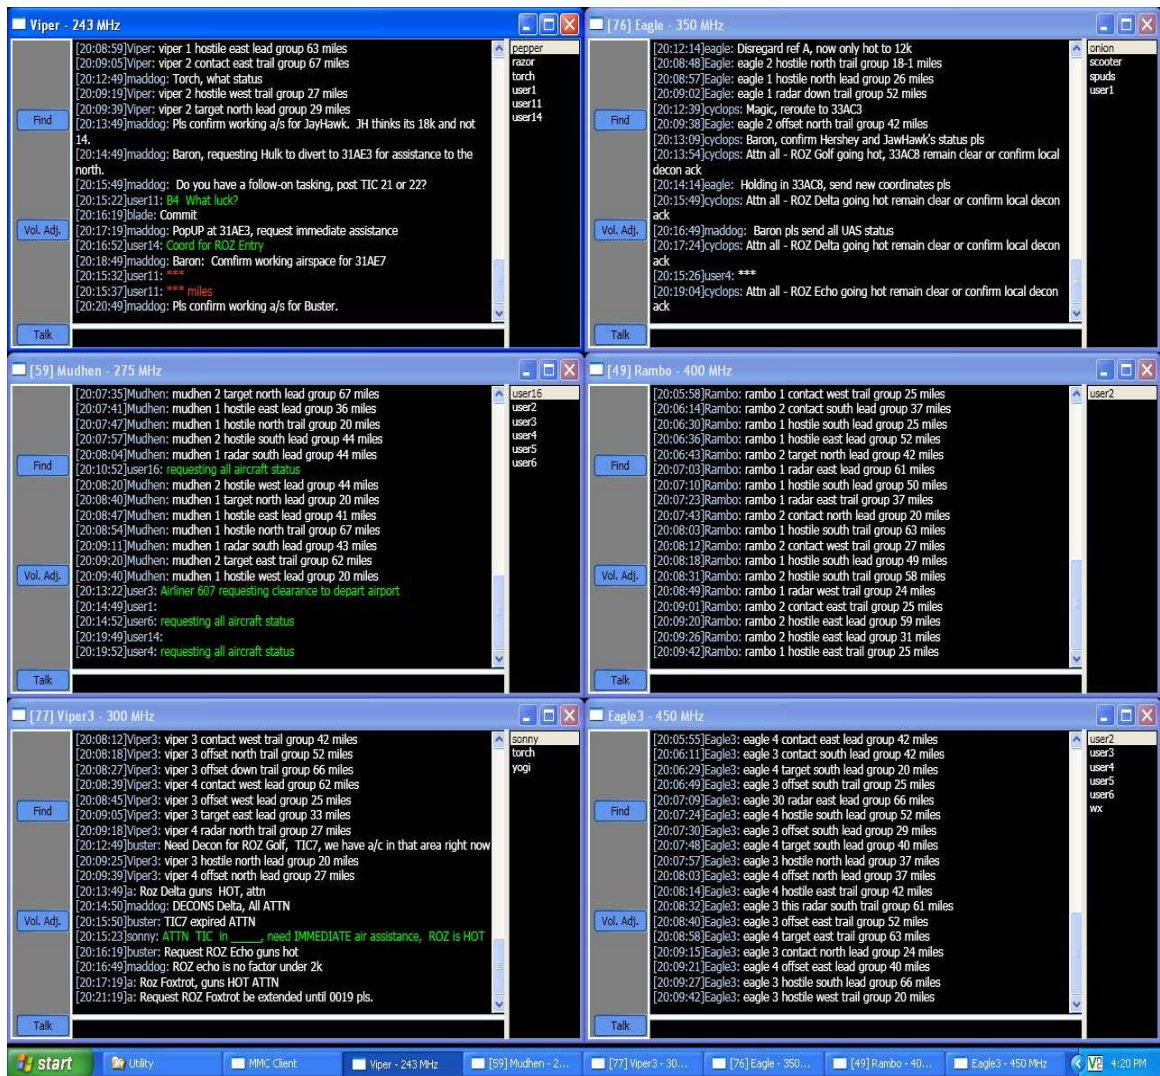 Viper - 243 MHz
[20:08:59]Viper: viper 1 hostile east lead group 63 miles
[20:09:05]Viper: viper 2 contact east trail group 67 miles
[20:12:49]maddog: Torch, what status
[20:09:19]Viper: viper 2 hostile west trail group 27 miles
[20:09:39]Viper: viper 2 target north lead group 29 miles
[20:13:49]maddog: Pls confirm working a/s for JayHawk.  JH thinks its 18k and not
14.
[20:14:49]maddog: Baron, requesting Hulk to divert to 31AE3 for assistance to the
north.
[20:15:49]maddog:  Do you have a follow-on tasking, post TIC 21 or 22?
[20:15:22]user11: B4  What luck?
[20:16:19]blade: Commit
[20:17:19]maddog: PopUP at 31AE3, request immediate assistance
[20:16:52]user14: Coord for ROZ Entry
[20:18:49]maddog: Baron:  Comfirm working airspace for 31AE7
[20:15:32]user11: ***
[20:15:37]user11: *** miles
[20:20:49]maddog: Pls confirm working a/s for Buster.
Find
Vol. Adj.
Talk
pepper
razor
torch
user1
user11
user14
[76] Eagle - 350 MHz
[20:12:14]eagle: Disregard ref A, now only hot to 12k
[20:08:48]Eagle: eagle 2 hostile north trail group 18-1 miles
[20:08:57]Eagle: eagle 1 hostile north lead group 26 miles
[20:09:02]Eagle: eagle 1 radar down trail group 52 miles
[20:12:39]cyclops: Magic, reroute to 33AC3
[20:09:38]Eagle: eagle 2 offset north trail group 42 miles
[20:13:09]cyclops: Baron, confirm Hershey and JawHawk's status pls
[20:13:54]cyclops: Attn all - ROZ Golf going hot, 33AC8 remain clear or confirm local
decon ack
[20:14:14]eagle:  Holding in 33AC8, send new coordinates pls
[20:15:49]cyclops: Attn all - ROZ Delta going hot remain clear or confirm local decon
ack
[20:16:49]maddog:  Baron pls send all UAS status
[20:17:24]cyclops: Attn all - ROZ Delta going hot remain clear or confirm local decon
ack
[20:15:26]user4: ***
[20:19:04]cyclops: Attn all - ROZ Echo going hot remain clear or confirm local decon
ack
Find
Vol. Adj.
Talk
onion
scooter
spuds
user1
[59] Mudhen - 275 MHz
[20:07:35]Mudhen: mudhen 2 target north lead group 67 miles
[20:07:41]Mudhen: mudhen 1 hostile east lead group 36 miles
[20:07:47]Mudhen: mudhen 1 hostile north trail group 20 miles
[20:07:57]Mudhen: mudhen 2 hostile south lead group 44 miles
[20:08:04]Mudhen: mudhen 1 radar south lead group 44 miles
[20:10:52]user16: requesting all aircraft status
[20:08:20]Mudhen: mudhen 2 hostile west lead group 44 miles
[20:08:40]Mudhen: mudhen 1 target north lead group 20 miles
[20:08:47]Mudhen: mudhen 1 hostile east lead group 41 miles
[20:08:54]Mudhen: mudhen 1 hostile north trail group 67 miles
[20:09:11]Mudhen: mudhen 1 radar south lead group 43 miles
[20:09:20]Mudhen: mudhen 2 target east trail group 62 miles
[20:09:40]Mudhen: mudhen 1 hostile west lead group 20 miles
[20:13:22]user3: Airliner 607 requesting clearance to depart airport
[20:14:49]user1:
[20:14:52]user6: requesting all aircraft status
[20:19:49]user14:
[20:19:52]user4: requesting all aircraft status
Find
Vol. Adj.
Talk
user16
user2
user3
user4
user5
user6
[49] Rambo - 400 MHz
[20:05:58]Rambo: rambo 1 contact west trail group 25 miles
[20:06:14]Rambo: rambo 2 contact south lead group 37 miles
[20:06:30]Rambo: rambo 1 hostile south lead group 25 miles
[20:06:36]Rambo: rambo 1 hostile east lead group 52 miles
[20:06:43]Rambo: rambo 2 target north lead group 42 miles
[20:07:03]Rambo: rambo 1 radar east lead group 61 miles
[20:07:10]Rambo: rambo 1 hostile south lead group 50 miles
[20:07:23]Rambo: rambo 1 radar east trail group 37 miles
[20:07:43]Rambo: rambo 2 contact north lead group 20 miles
[20:08:03]Rambo: rambo 1 hostile south trail group 63 miles
[20:08:12]Rambo: rambo 2 contact west trail group 27 miles
[20:08:18]Rambo: rambo 1 hostile south lead group 49 miles
[20:08:31]Rambo: rambo 2 hostile south trail group 58 miles
[20:08:49]Rambo: rambo 1 radar west trail group 24 miles
[20:09:01]Rambo: rambo 2 contact east trail group 25 miles
[20:09:20]Rambo: rambo 2 hostile east lead group 59 miles
[20:09:26]Rambo: rambo 2 hostile east lead group 31 miles
[20:09:42]Rambo: rambo 1 hostile east trail group 25 miles
Find
Vol. Adj.
Talk
user2
[77] Viper3 - 300 MHz
[20:08:12]Viper3: viper 3 contact west trail group 42 miles
[20:08:18]Viper3: viper 3 offset north trail group 52 miles
[20:08:27]Viper3: viper 3 offset down trail group 66 miles
[20:08:39]Viper3: viper 4 contact west lead group 62 miles
[20:08:45]Viper3: viper 3 offset west lead group 25 miles
[20:09:05]Viper3: viper 3 target east lead group 33 miles
[20:09:18]Viper3: viper 4 radar north trail group 27 miles
[20:12:49]buster: Need Decon for ROZ Golf,  TIC7, we have a/c in that area right now
[20:09:25]Viper3: viper 3 hostile north lead group 20 miles
[20:09:39]Viper3: viper 4 offset north lead group 27 miles
[20:13:49]a: Roz Delta guns  HOT, attn
[20:14:50]maddog: DECONS Delta, All ATTN
[20:15:50]buster: TIC7 expired ATTN
[20:15:23]sonny: ATTN  TIC  in _____, need IMMEDIATE air assistance,  ROZ is HOT
[20:16:19]buster: Request ROZ Echo guns hot
[20:16:49]maddog: ROZ echo is no factor under 2k
[20:17:19]a: Roz Foxtrot, guns HOT ATTN
[20:21:19]a: Request ROZ Foxtrot be extended until 0019 pls.
Find
Vol. Adj.
Talk
sonny
torch
yogi
Eagle3 - 450 MHz
[20:05:55]Eagle3: eagle 4 contact east lead group 42 miles
[20:06:11]Eagle3: eagle 3 contact south lead group 42 miles
[20:06:29]Eagle3: eagle 4 target south lead group 20 miles
[20:06:49]Eagle3: eagle 3 offset south trail group 25 miles
[20:07:09]Eagle3: eagle 30 radar east lead group 66 miles
[20:07:24]Eagle3: eagle 4 hostile south lead group 52 miles
[20:07:30]Eagle3: eagle 3 offset south lead group 29 miles
[20:07:48]Eagle3: eagle 4 target south lead group 40 miles
[20:07:57]Eagle3: eagle 3 hostile north lead group 37 miles
[20:08:03]Eagle3: eagle 4 offset north lead group 37 miles
[20:08:14]Eagle3: eagle 4 hostile east trail group 42 miles
[20:08:32]Eagle3: eagle 3 this radar south trail group 61 miles
[20:08:40]Eagle3: eagle 3 offset east trail group 52 miles
[20:08:58]Eagle3: eagle 4 target east trail group 63 miles
[20:09:15]Eagle3: eagle 3 contact north lead group 24 miles
[20:09:21]Eagle3: eagle 4 offset east lead group 40 miles
[20:09:27]Eagle3: eagle 3 hostile south lead group 66 miles
[20:09:42]Eagle3: eagle 3 hostile west trail group 20 miles
Find
Vol. Adj.
Talk
user2
user3
user4
user5
user6
wx
start
Utility
MMC Client
Viper - 243 MHz
[59] Mudhen - 2...
[77] Viper3 - 30...
[76] Eagle - 350...
[49] Rambo - 40...
Eagle3 - 450 MHz
4:20 PM